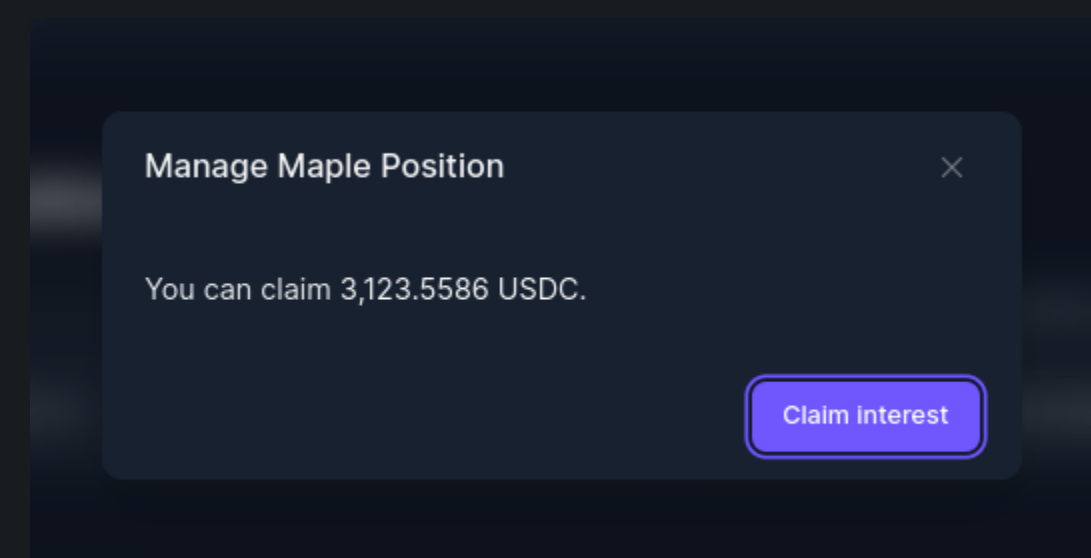 Manage Maple Position
You can claim 3,123.5586 USDC.
Claim interest